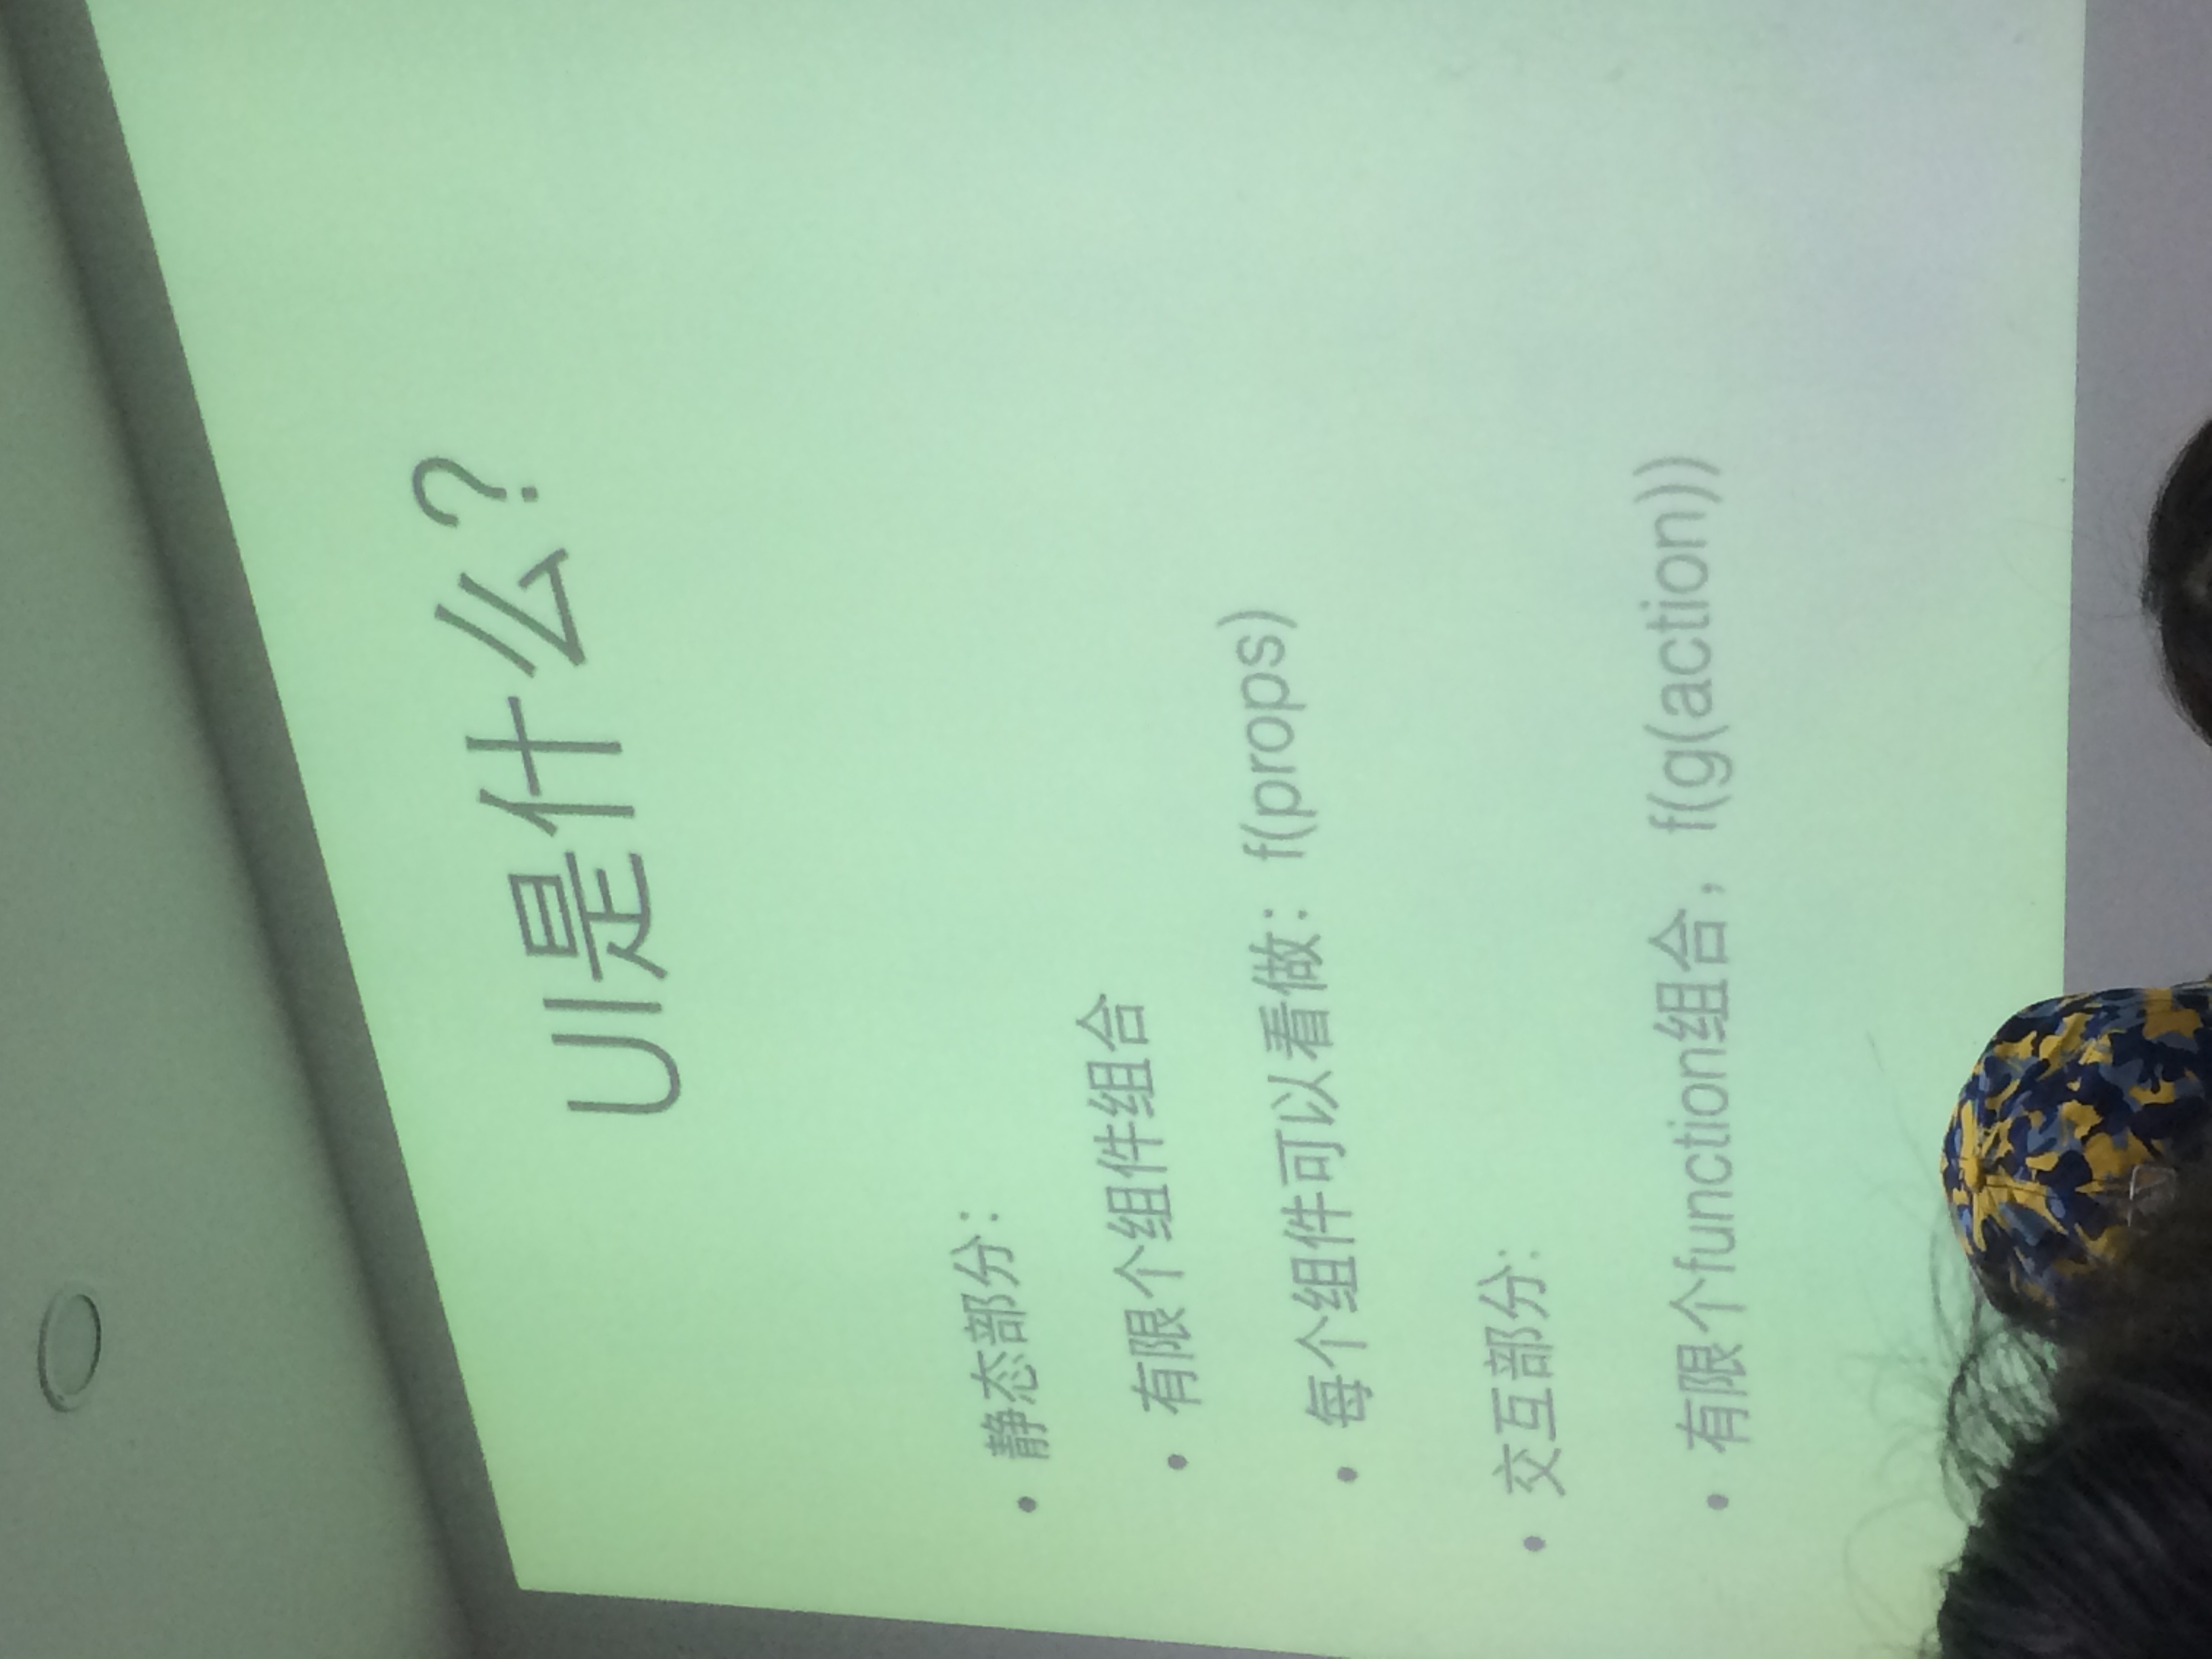 UI是什么?
• 静态部分:
• 有限个组件组合
• 每个组件可以看做：f(props)
• 交互部分:
• 有限个function组合，f(g(action))